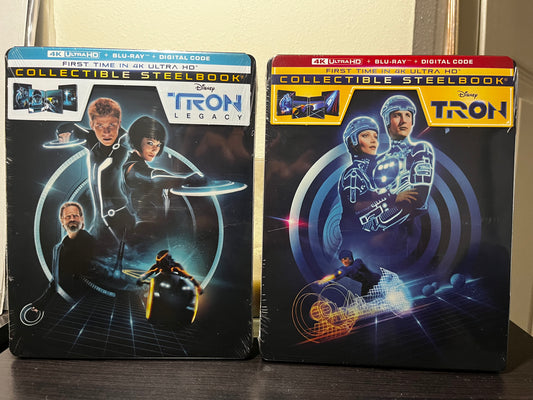 4K ULTRA HD + BLU-RAY + DIGITAL CODE
FIRST TIME IN 4K ULTRA HD
COLLECTIBLE STEELBOOK
Disney
TRON
LEGACY
4K ULTRA HD + BLU-RAY + DIGITAL CODE
FIRST TIME IN 4K ULTRA HD
COLLECTIBLE STEELBOOK
Disney
TRON